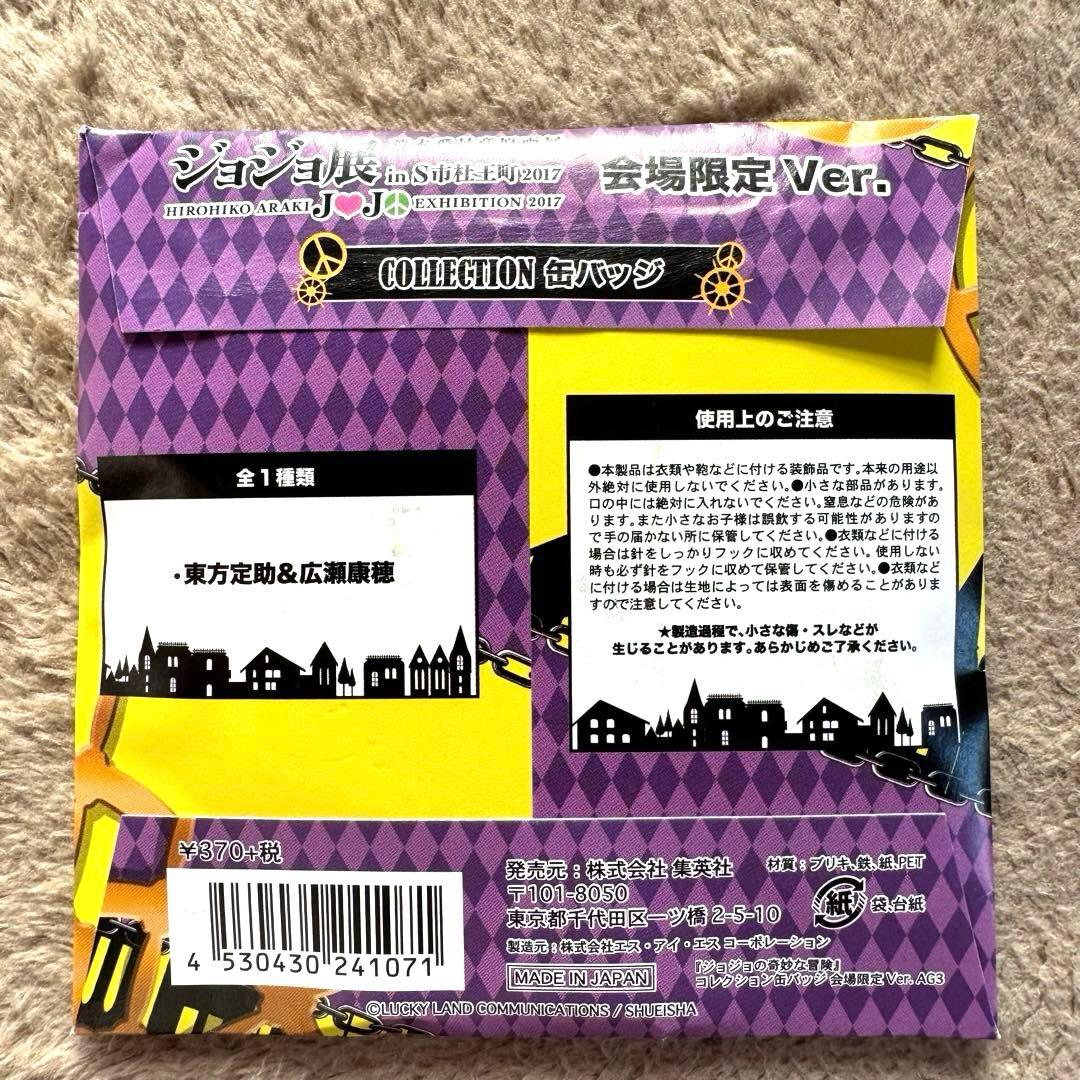 ジョジョ展 in S市杜王町 2017
HIROHIKO ARAKI JOJO EXHIBITION 2017
会場限定 Ver.
COLLECTION 缶バッジ
全1種類
・東方定助&広瀬康穂
使用上のご注意
●本製品は衣類や鞄などに付ける装飾品です。本来の用途以
外絶対に使用しないでください。●小さな部品があります。
口の中には絶対に入れないでください。窒息などの危険があ
ります。また小さなお子様は誤飲する可能性がありますの
で手の届かない所に保管してください。●衣類などに付ける
場合は針をしっかりフックに収めてください。使用しない
時も必ず針をフックに収めて保管してください。●衣類など
に付ける場合は生地によっては表面を傷めることがありま
すので注意してください。
★製造過程で、小さな傷・スレなどが
生じることがあります。あらかじめご了承ください。
¥370+税
4 530430 241071
発売元:株式会社 集英社
〒101-8050
東京都千代田区一ツ橋 2-5-10
製造元:株式会社エス・アイ・エス コーポレーション
MADE IN JAPAN
材質:ブリキ、鉄、紙、PET
紙 袋、台紙
『ジョジョの奇妙な冒険』
コレクション缶バッジ 会場限定 Ver. AG3
©LUCKY LAND COMMUNICATIONS / SHUEISHA